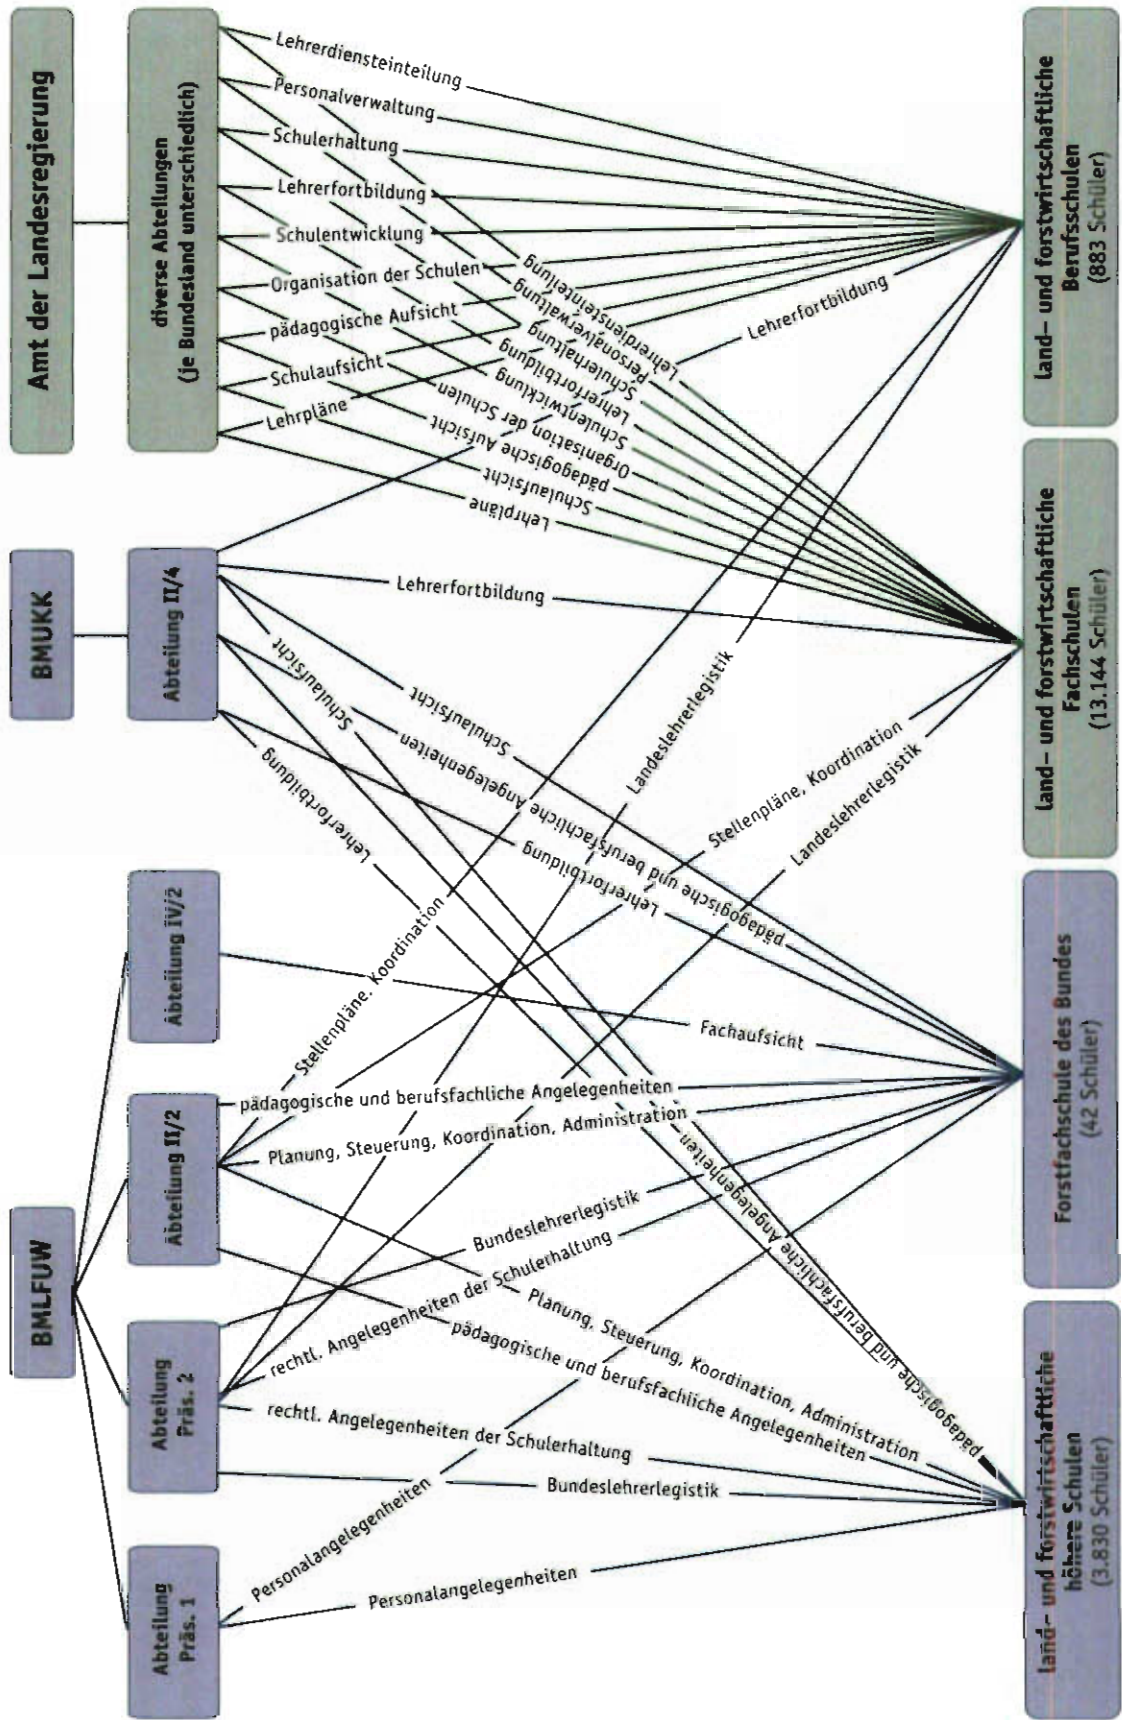 BMLFUW
BMUKK
Amt der Landesregierung
Abteilung
Präs. 1
Abteilung
Präs. 2
Abteilung II/2
Abteilung IV/2
Abteilung II/4
diverse Abteilungen
(je Bundesland unterschiedlich)
Personalangelegenheiten
Personalangelegenheiten
Bundeslehrerlegistik
rechtl. Angelegenheiten der Schulerhaltung
rechtl. Angelegenheiten der Schulerhaltung
Bundeslehrerlegistik
pädagogische und berufsfachliche Angelegenheiten
Planung, Steuerung, Koordination, Administration
Planung, Steuerung, Koordination, Administration
pädagogische und berufsfachliche Angelegenheiten
Stellenpläne, Koordination
Stellenpläne, Koordination
Landeslehrerlegistik
Landeslehrerlegistik
Fachaufsicht
Lehrerfortbildung
Schulaufsicht
pädagogische und berufsfachliche Angelegenheiten
Lehrerfortbildung
pädagogische und berufsfachliche Angelegenheiten
Schulaufsicht
Lehrerfortbildung
Lehrerfortbildung
Lehrpläne
Schulaufsicht
pädagogische Aufsicht
Organisation der Schulen
Schulentwicklung
Lehrerfortbildung
Schulerhaltung
Personalverwaltung
Lehrerdiensteinteilung
Lehrpläne
Schulaufsicht
pädagogische Aufsicht
Organisation der Schulen
Schulentwicklung
Lehrerfortbildung
Schulerhaltung
Personalverwaltung
Lehrerdiensteinteilung
land- und forstwirtschaftliche
höhere Schulen
(3.830 Schüler)
Forstfachschule des Bundes
(42 Schüler)
land- und forstwirtschaftliche
Fachschulen
(13.144 Schüler)
land- und forstwirtschaftliche
Berufsschulen
(883 Schüler)